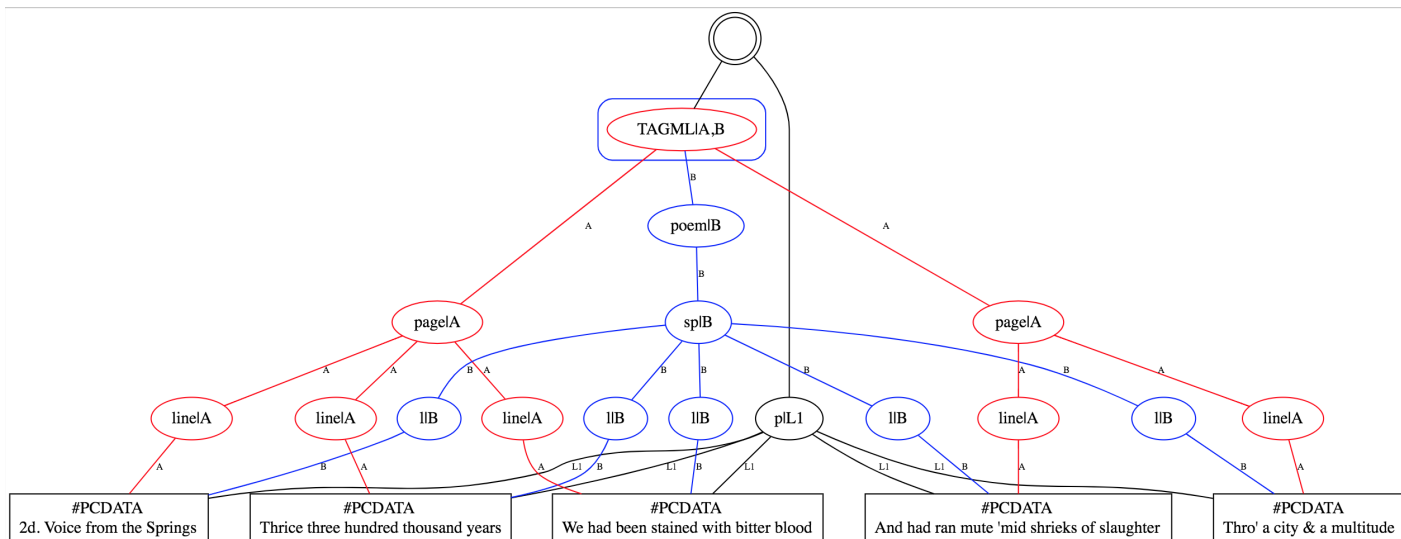 TAGML|A,B
B
poem|B
A
A
B
page|A
sp|B
page|A
A
A
B
A
B
B
B
A
B
A
line|A
line|A
l|B
line|A
l|B
l|B
p|L1
l|B
line|A
l|B
line|A
A
B
A
L1
A
B
L1
B
L1
L1
L1
B
A
B
A
#PCDATA
2d. Voice from the Springs
#PCDATA
Thrice three hundred thousand years
#PCDATA
We had been stained with bitter blood
#PCDATA
And had ran mute 'mid shrieks of slaughter
#PCDATA
Thro' a city & a multitude